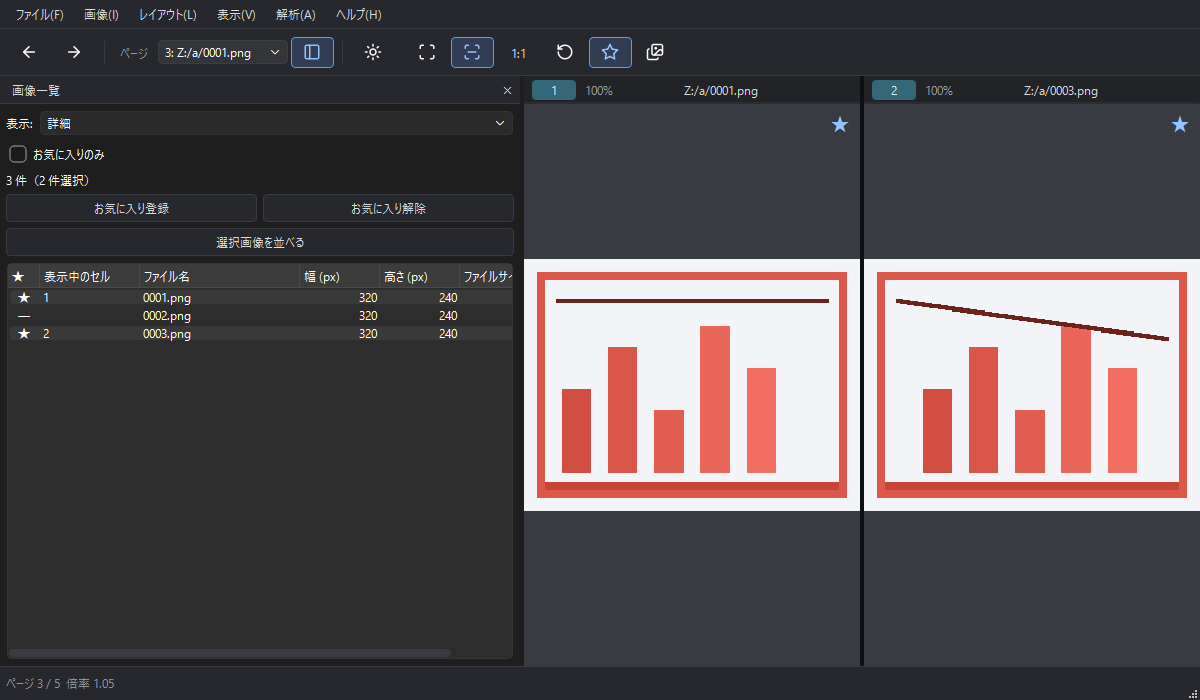 ファイル(F) 画像(I) レイアウト(L) 表示(V) 解析(A) ヘルプ(H)
ページ 3: Z:/a/0001.png 1:1
画像一覧
表示: 詳細
お気に入りのみ
3 件（2 件選択）
お気に入り登録 お気に入り解除
選択画像を並べる
★ 表示中のセル ファイル名 幅 (px) 高さ (px) ファイルサイ
★ 1 0001.png 320 240
— 0002.png 320 240
★ 2 0003.png 320 240
1 100% Z:/a/0001.png
2 100% Z:/a/0003.png
ページ 3 / 5 倍率 1.05